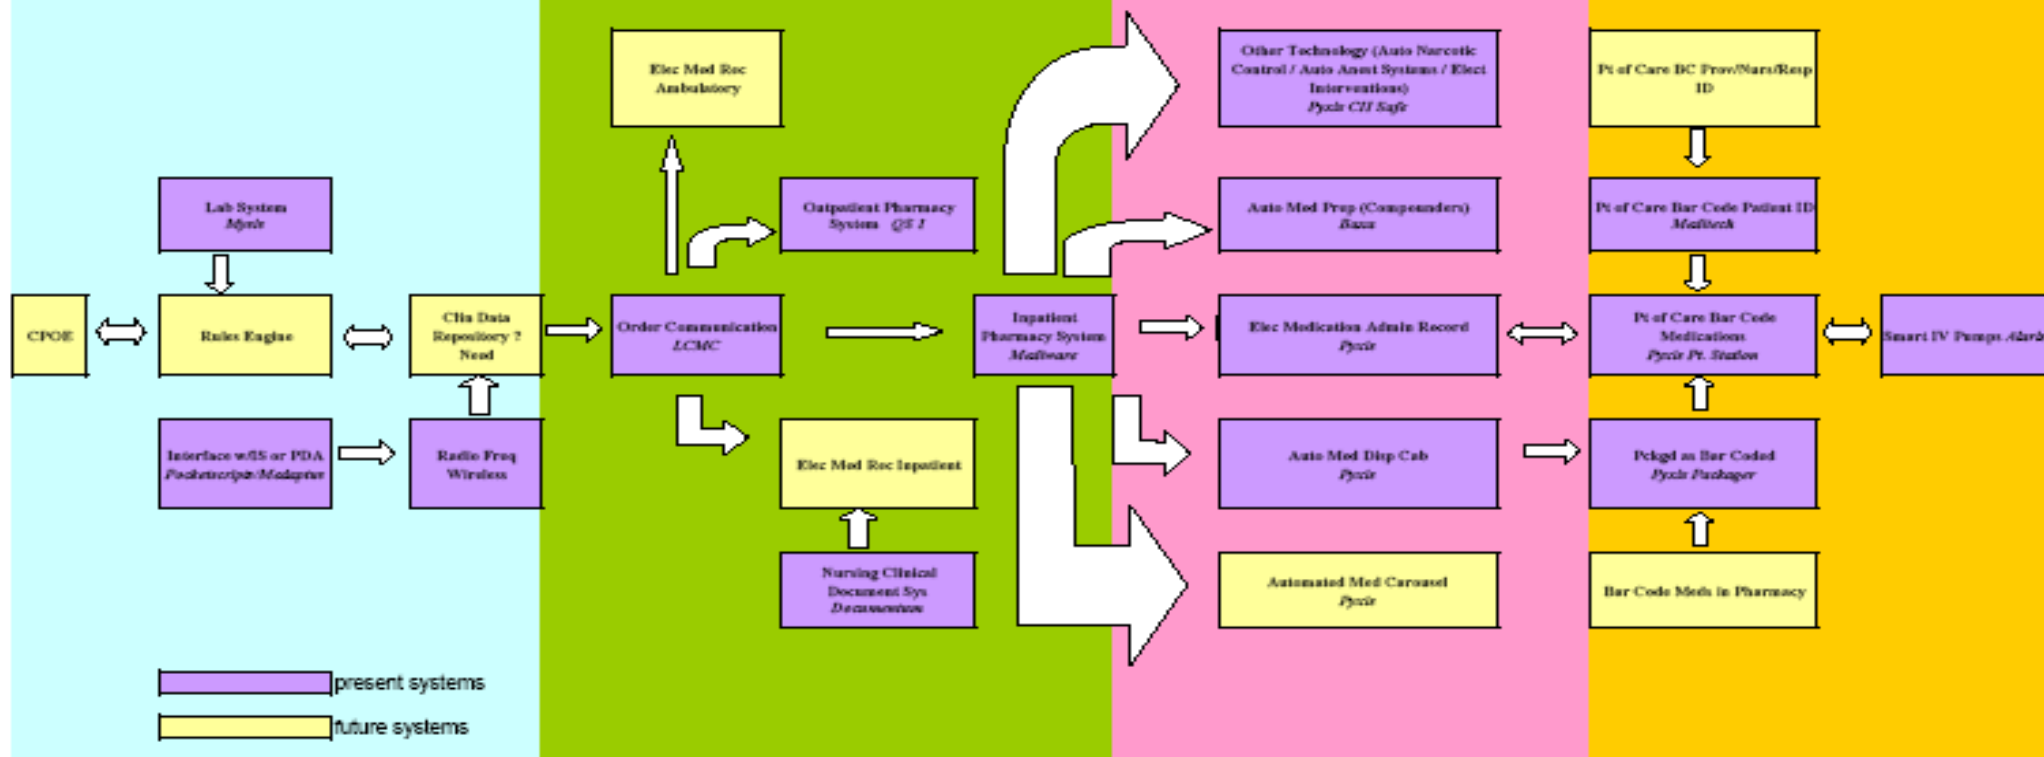 Elec Med Rec
Ambulatory
Other Technology (Auto Narcotic
Control / Auto Anest Systems / Elect
Interventions)
Pyxis CII Safe
Pt of Care BC Prov/Nurs/Resp
ID
Lab System
Mysis
Outpatient Pharmacy
System QS 1
Auto Med Prep (Compounders)
Baxa
Pt of Care Bar Code Patient ID
CPOE
Rules Engine
Clin Data
Repository ?
Need
Order Communication
LCMC
Inpatient
Pharmacy System
Mediware
Elec Medication Admin Record
Pyxis
Pt of Care Bar Code
Medications
Pyxis Pt. Station
Smart IV Pumps Alaris
Interface w/IS or PDA
Radio Freq
Wireless
Elec Med Rec Inpatient
Auto Med Disp Cab
Pyxis
Pckgd as Bar Coded
Pyxis Packager
Nursing Clinical
Document Sys
Documentum
Automated Med Carousel
Pyxis
Bar Code Meds in Pharmacy
present systems
future systems